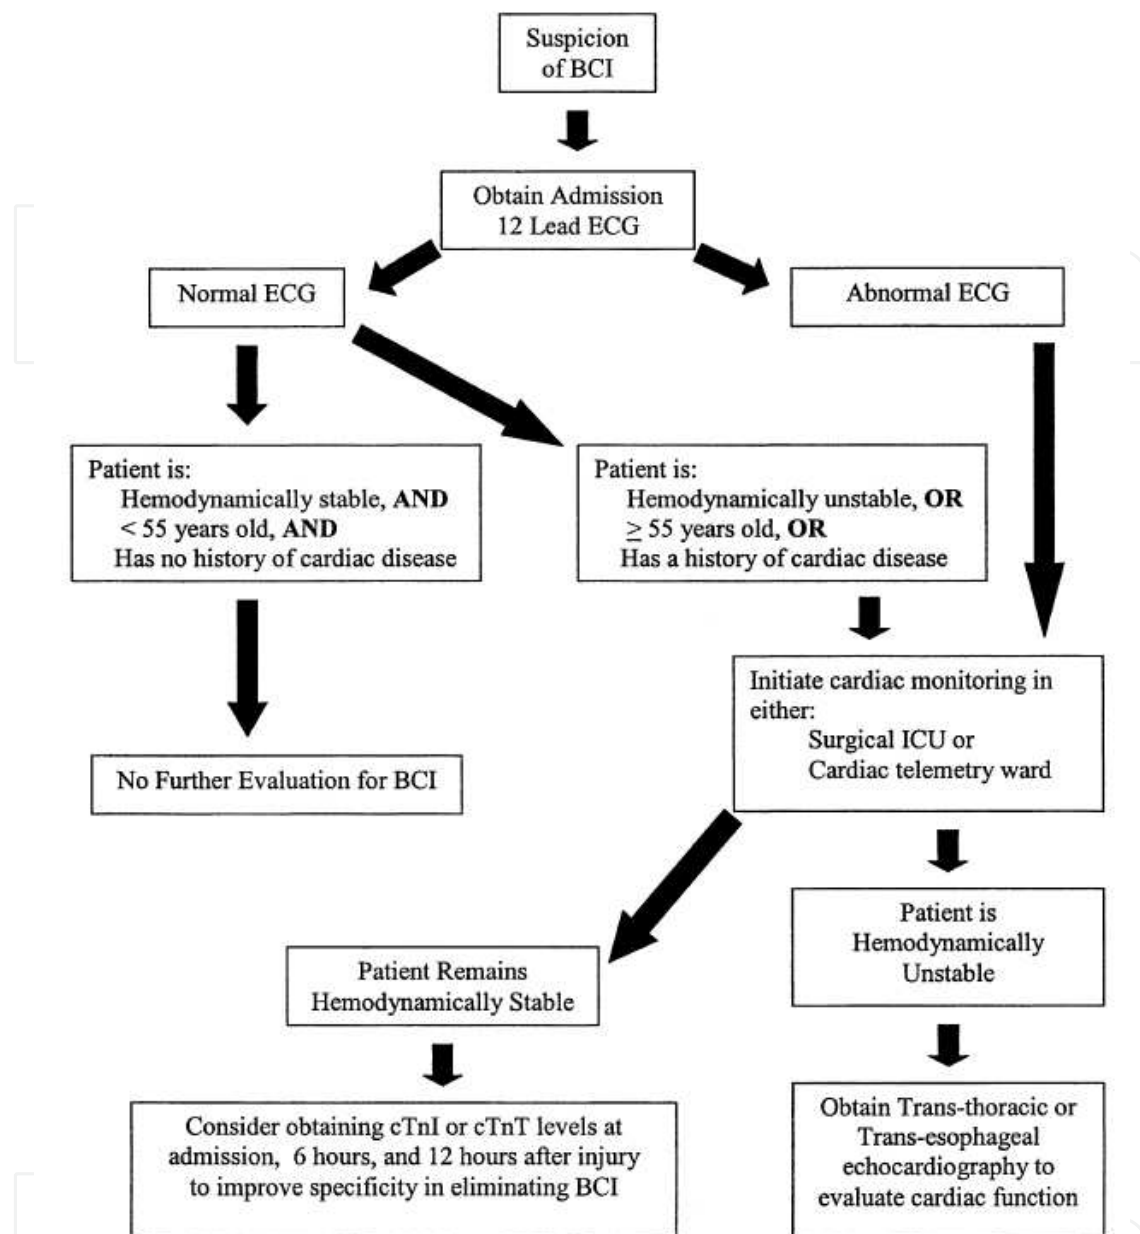 Suspicion
of BCI
Obtain Admission
12 Lead ECG
Normal ECG
Abnormal ECG
Patient is:
Hemodynamically stable, AND
< 55 years old, AND
Has no history of cardiac disease
Patient is:
Hemodynamically unstable, OR
≥ 55 years old, OR
Has a history of cardiac disease
Initiate cardiac monitoring in
either:
Surgical ICU or
Cardiac telemetry ward
No Further Evaluation for BCI
Patient is
Hemodynamically
Unstable
Patient Remains
Hemodynamically Stable
Consider obtaining cTnI or cTnT levels at
admission, 6 hours, and 12 hours after injury
to improve specificity in eliminating BCI
Obtain Trans-thoracic or
Trans-esophageal
echocardiography to
evaluate cardiac function